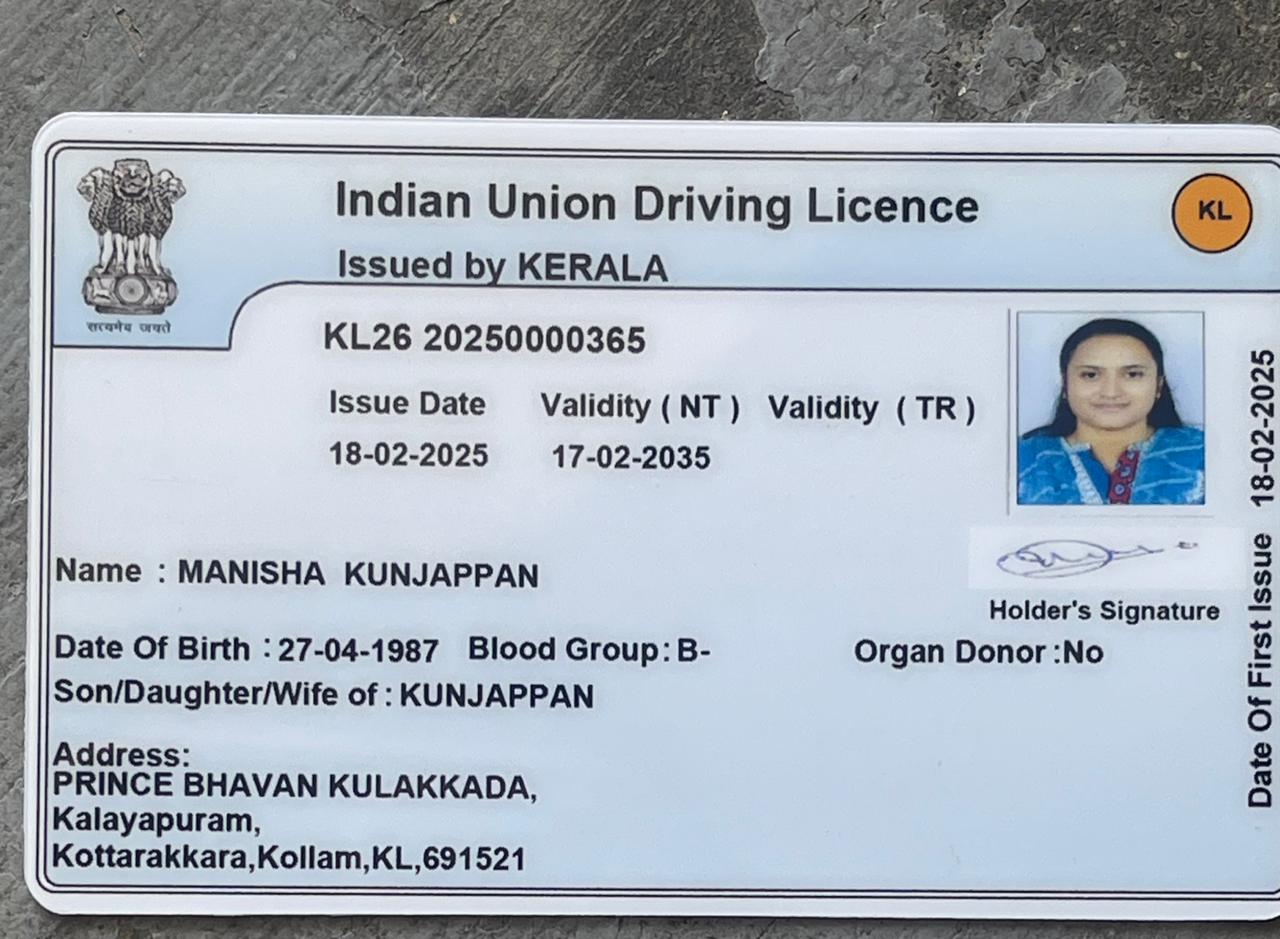 Indian Union Driving Licence
KL
Issued by KERALA
सत्यमेव जयते
KL26 20250000365
Issue Date Validity ( NT ) Validity ( TR )
18-02-2025 17-02-2035
Name : MANISHA KUNJAPPAN
Holder's Signature
Date Of Birth : 27-04-1987 Blood Group: B- Organ Donor :No
Son/Daughter/Wife of : KUNJAPPAN
Address:
PRINCE BHAVAN KULAKKADA,
Kalayapuram,
Kottarakkara,Kollam,KL,691521
Date Of First Issue 18-02-2025